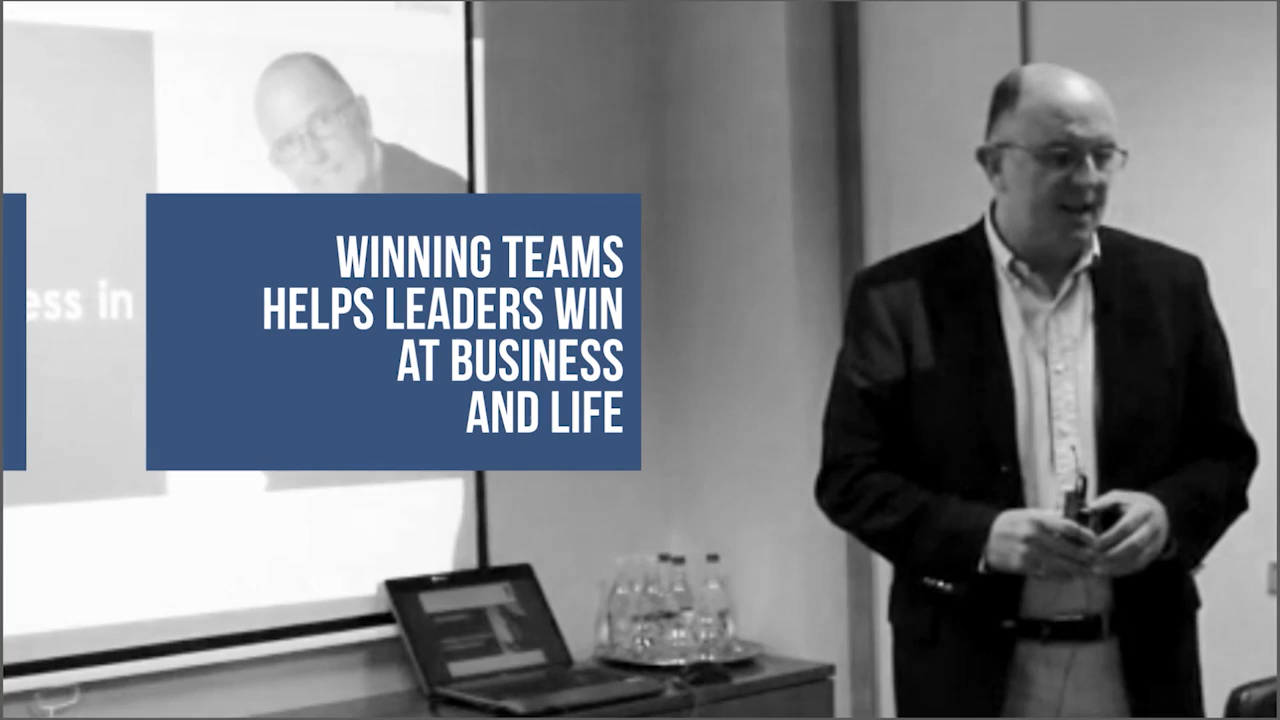 ess in
WINNING TEAMS
HELPS LEADERS WIN
AT BUSINESS
AND LIFE